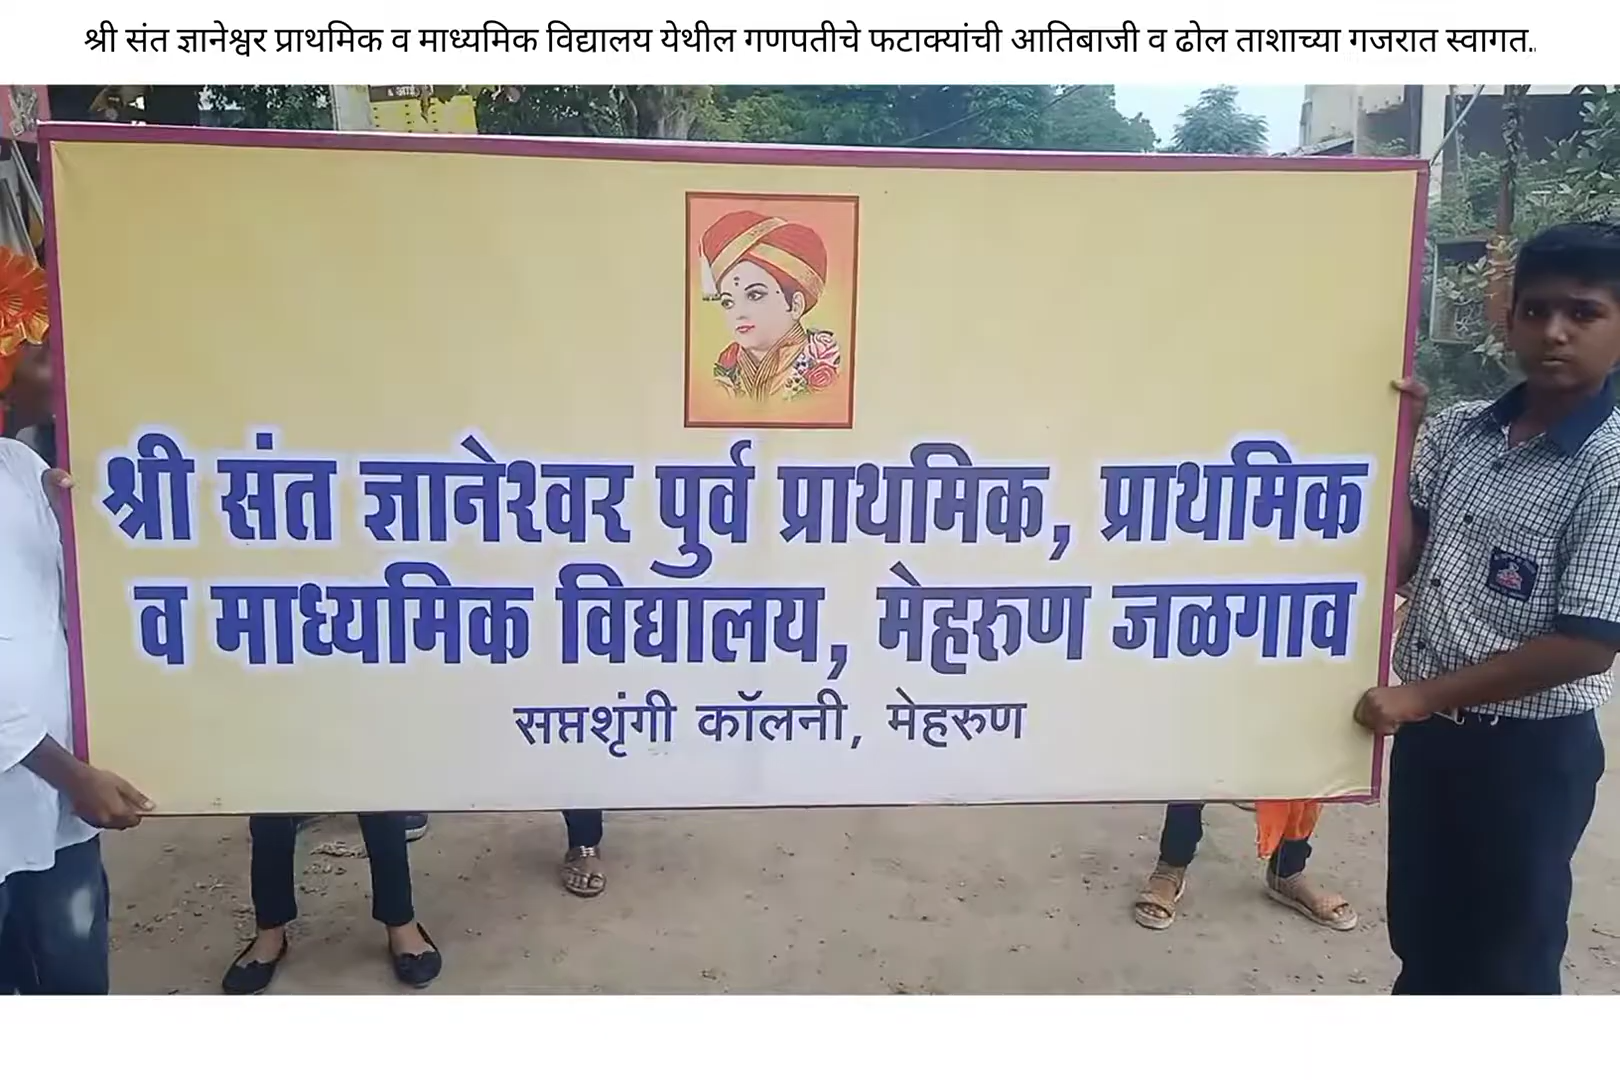 श्री संत ज्ञानेश्वर प्राथमिक व माध्यमिक विद्यालय येथील गणपतीचे फटाक्यांची आतिबाजी व ढोल ताशाच्या गजरात स्वागत..
श्री संत ज्ञानेश्वर पुर्व प्राथमिक, प्राथमिक
व माध्यमिक विद्यालय, मेहरुण जळगाव
सप्तशृंगी कॉलनी, मेहरुण